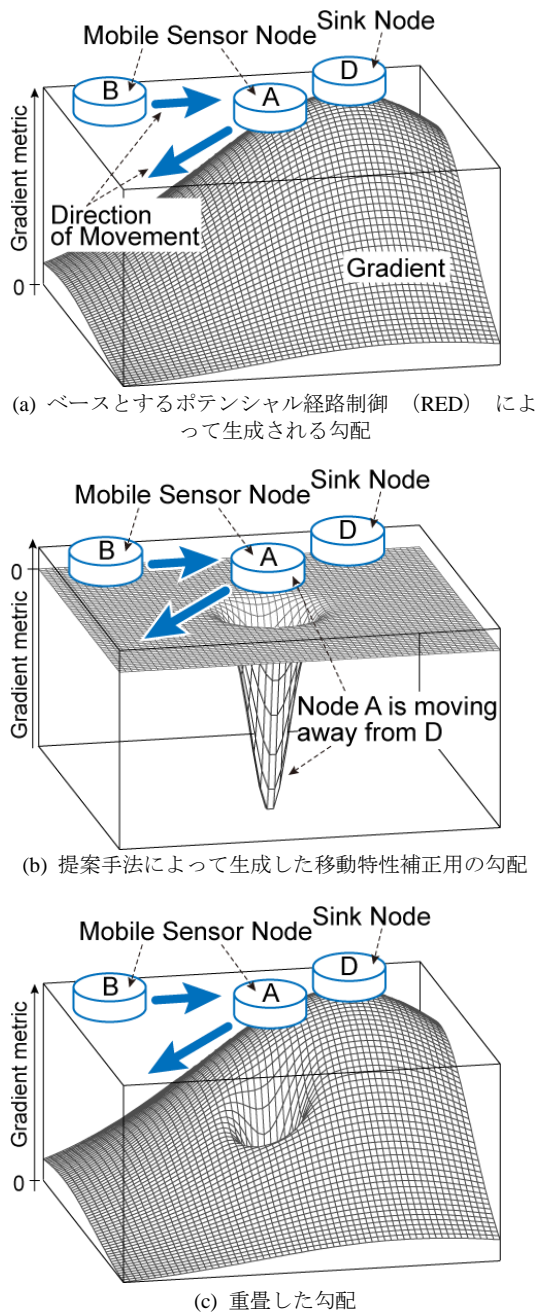 Sink Node
Mobile Sensor Node
D
B
A
Gradient metric
Direction
of Movement
Gradient
0
(a) ベースとするポテンシャル経路制御 （RED） によ
って生成される勾配
Sink Node
Mobile Sensor Node
D
B
A
0
Gradient metric
Node A is moving
away from D
(b) 提案手法によって生成した移動特性補正用の勾配
Sink Node
Mobile Sensor Node
D
B
A
Gradient metric
0
(c) 重畳した勾配